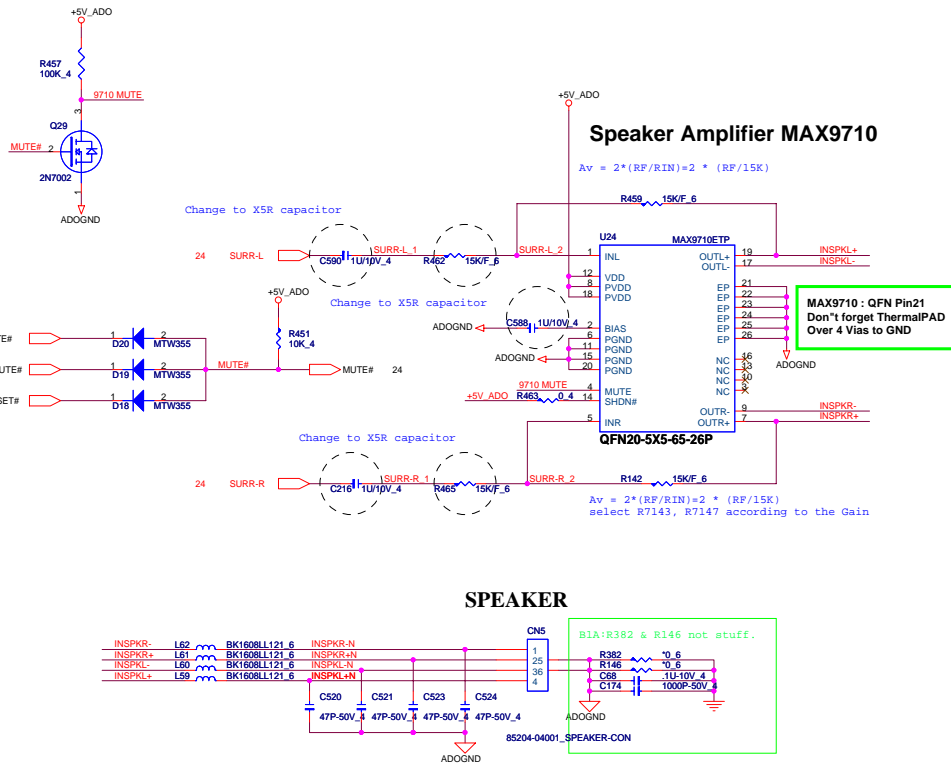 +5V_ADO
R457
100K_4
9710 MUTE
3
Q29
MUTE# 2
2N7002
1
ADOGND
+5V_ADO
Speaker Amplifier MAX9710
Av = 2*(RF/RIN)=2 * (RF/15K)
R459 15K/F_6
Change to X5R capacitor
24 SURR-L
C590 1U/10V_4
SURR-L_1
R462 15K/F_6
SURR-L_2
U24
MAX9710ETP
1 INL
12 VDD
8 PVDD
18 PVDD
2 BIAS
6 PGND
11 PGND
15 PGND
20 PGND
4 MUTE
14 SHDN#
5 INR
OUTL+ 19 INSPKL+
OUTL- 17 INSPKL-
EP 21
EP 22
EP 23
EP 24
EP 25
EP 26
NC 16
NC 13
NC 10
NC 3
OUTR- 9 INSPKR-
OUTR+ 7 INSPKR+
QFN20-5X5-65-26P
MAX9710 : QFN Pin21
Don"t forget ThermalPAD
Over 4 Vias to GND
ADOGND
+5V_ADO
Change to X5R capacitor
ADOGND
C588 1U/10V_4
ADOGND
9710 MUTE
+5V_ADO R463 0_4
R451
10K_4
TE# 1 2
D20 MTW355
UTE# 1 2
D19 MTW355
SET# 1 2
D18 MTW355
MUTE#
MUTE# 24
Change to X5R capacitor
24 SURR-R
C216 1U/10V_4
SURR-R_1
R465 15K/F_6
SURR-R_2
R142 15K/F_6
Av = 2*(RF/RIN)=2 * (RF/15K)
select R7143, R7147 according to the Gain
SPEAKER
CN5
INSPKR- L62 BK1608LL121_6 INSPKR-N 1
INSPKR+ L61 BK1608LL121_6 INSPKR+N 25
INSPKL- L60 BK1608LL121_6 INSPKL-N 36
INSPKL+ L59 BK1608LL121_6 INSPKL+N 4
C520 C521 C523 C524
47P-50V_4 47P-50V_4 47P-50V_4 47P-50V_4
ADOGND
85204-04001_SPEAKER-CON
B1A:R382 & R146 not stuff.
R382 *0_6
R146 *0_6
C68 .1U-10V_4
C174 1000P-50V_4
ADOGND